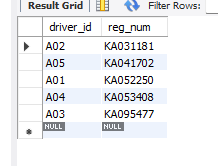 Result Grid Filter Rows:
driver_id reg_num
A02 KA031181
A05 KA041702
A01 KA052250
A04 KA053408
A03 KA095477
NULL NULL